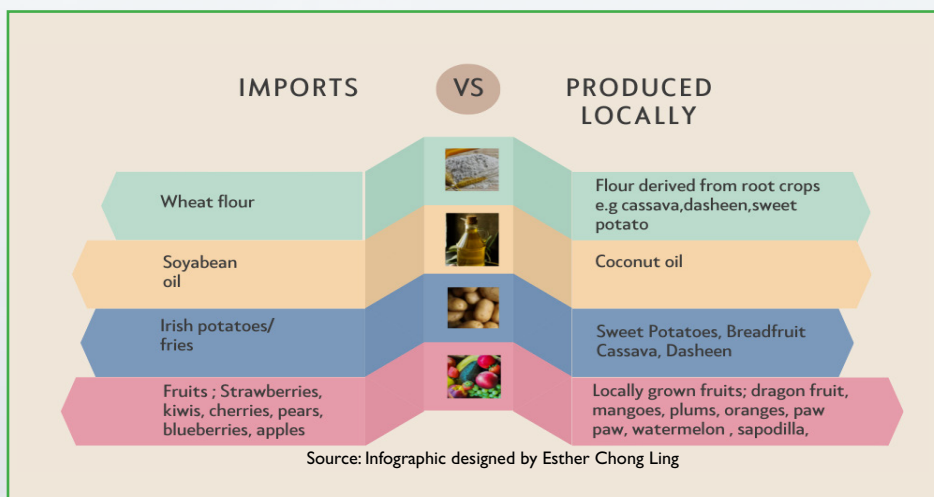 IMPORTS
VS
PRODUCED
LOCALLY
Wheat flour
Flour derived from root crops
e.g cassava,dasheen,sweet
potato
Soyabean
oil
Coconut oil
Irish potatoes/
fries
Sweet Potatoes, Breadfruit
Cassava, Dasheen
Fruits ; Strawberries,
kiwis, cherries, pears,
blueberries, apples
Locally grown fruits; dragon fruit,
mangoes, plums, oranges, paw
paw, watermelon , sapodilla,
Source: Infographic designed by Esther Chong Ling